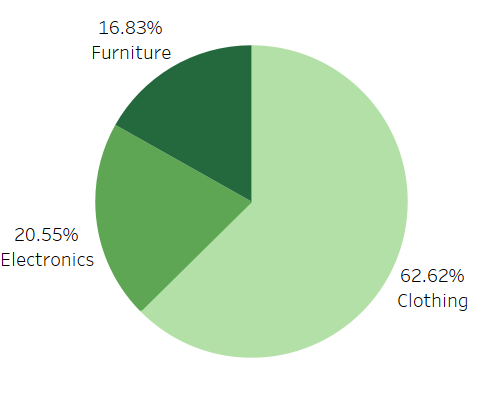 16.83%
Furniture
20.55%
Electronics
62.62%
Clothing